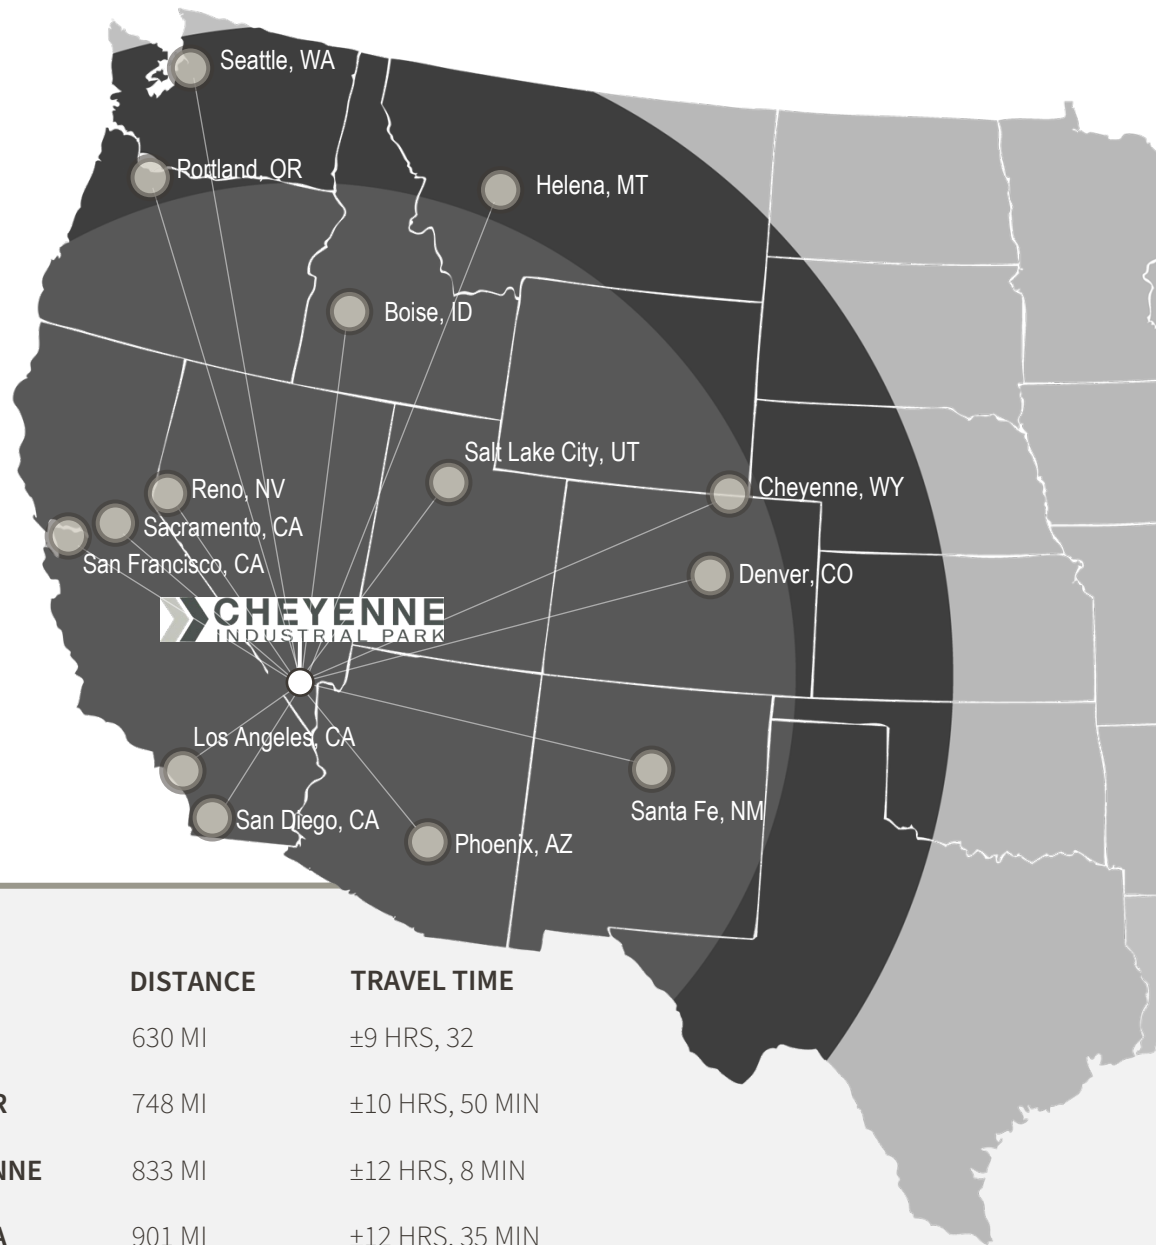 Seattle, WA
Portland, OR
Helena, MT
Boise, ID
Salt Lake City, UT
Reno, NV
Cheyenne, WY
Sacramento, CA
San Francisco, CA
Denver, CO
CHEYENNE
INDUSTRIAL PARK
Los Angeles, CA
San Diego, CA
Santa Fe, NM
Phoenix, AZ
DISTANCE TRAVEL TIME
630 MI ±9 HRS, 32
R 748 MI ±10 HRS, 50 MIN
NNE 833 MI ±12 HRS, 8 MIN
A 901 MI ±12 HRS, 35 MIN